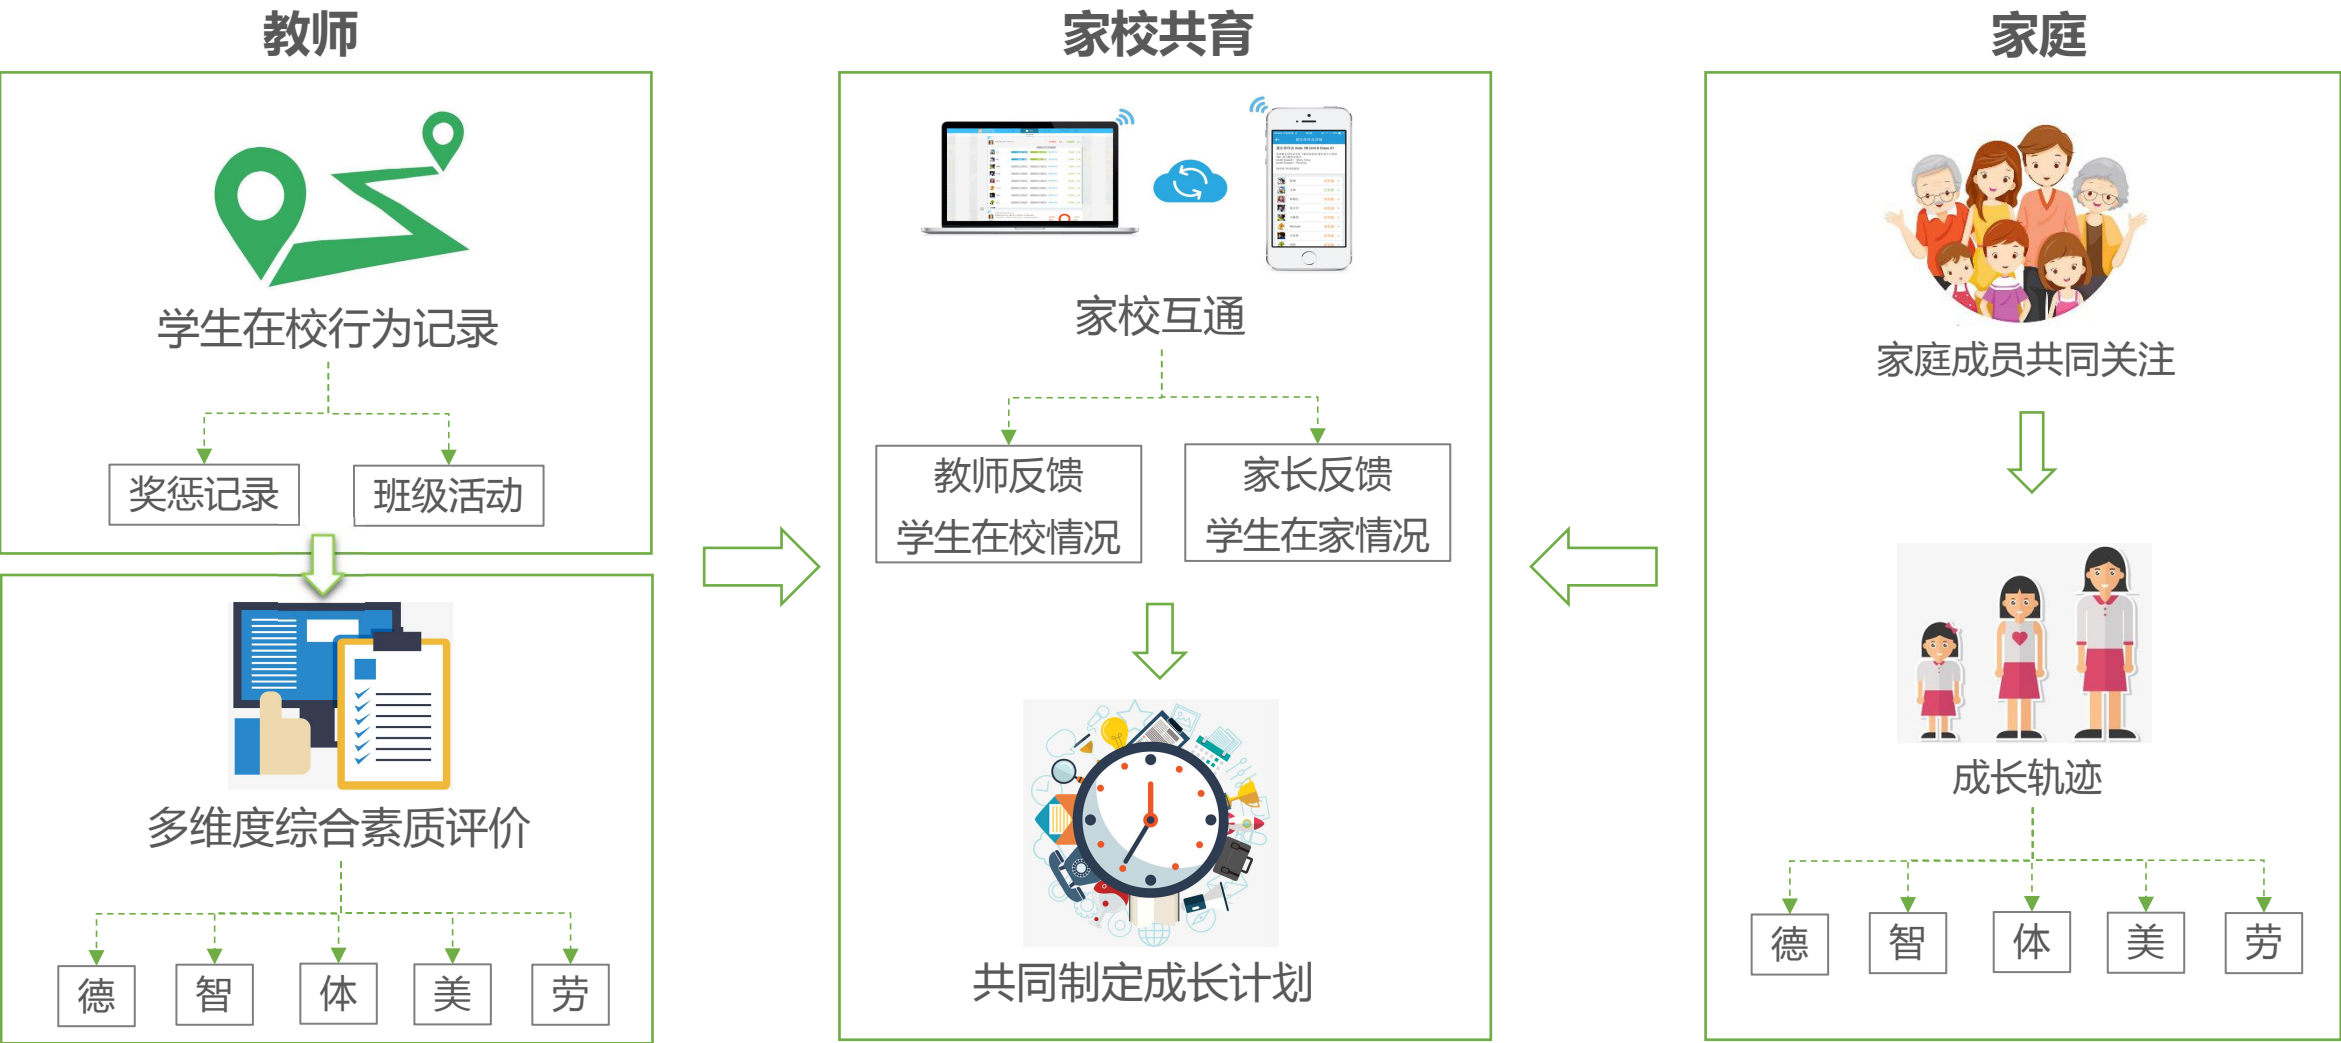 教师
学生在校行为记录
奖惩记录
班级活动
多维度综合素质评价
德
智
体
美
劳
家校共育
家校互通
教师反馈
学生在校情况
家长反馈
学生在家情况
共同制定成长计划
家庭
家庭成员共同关注
成长轨迹
德
智
体
美
劳